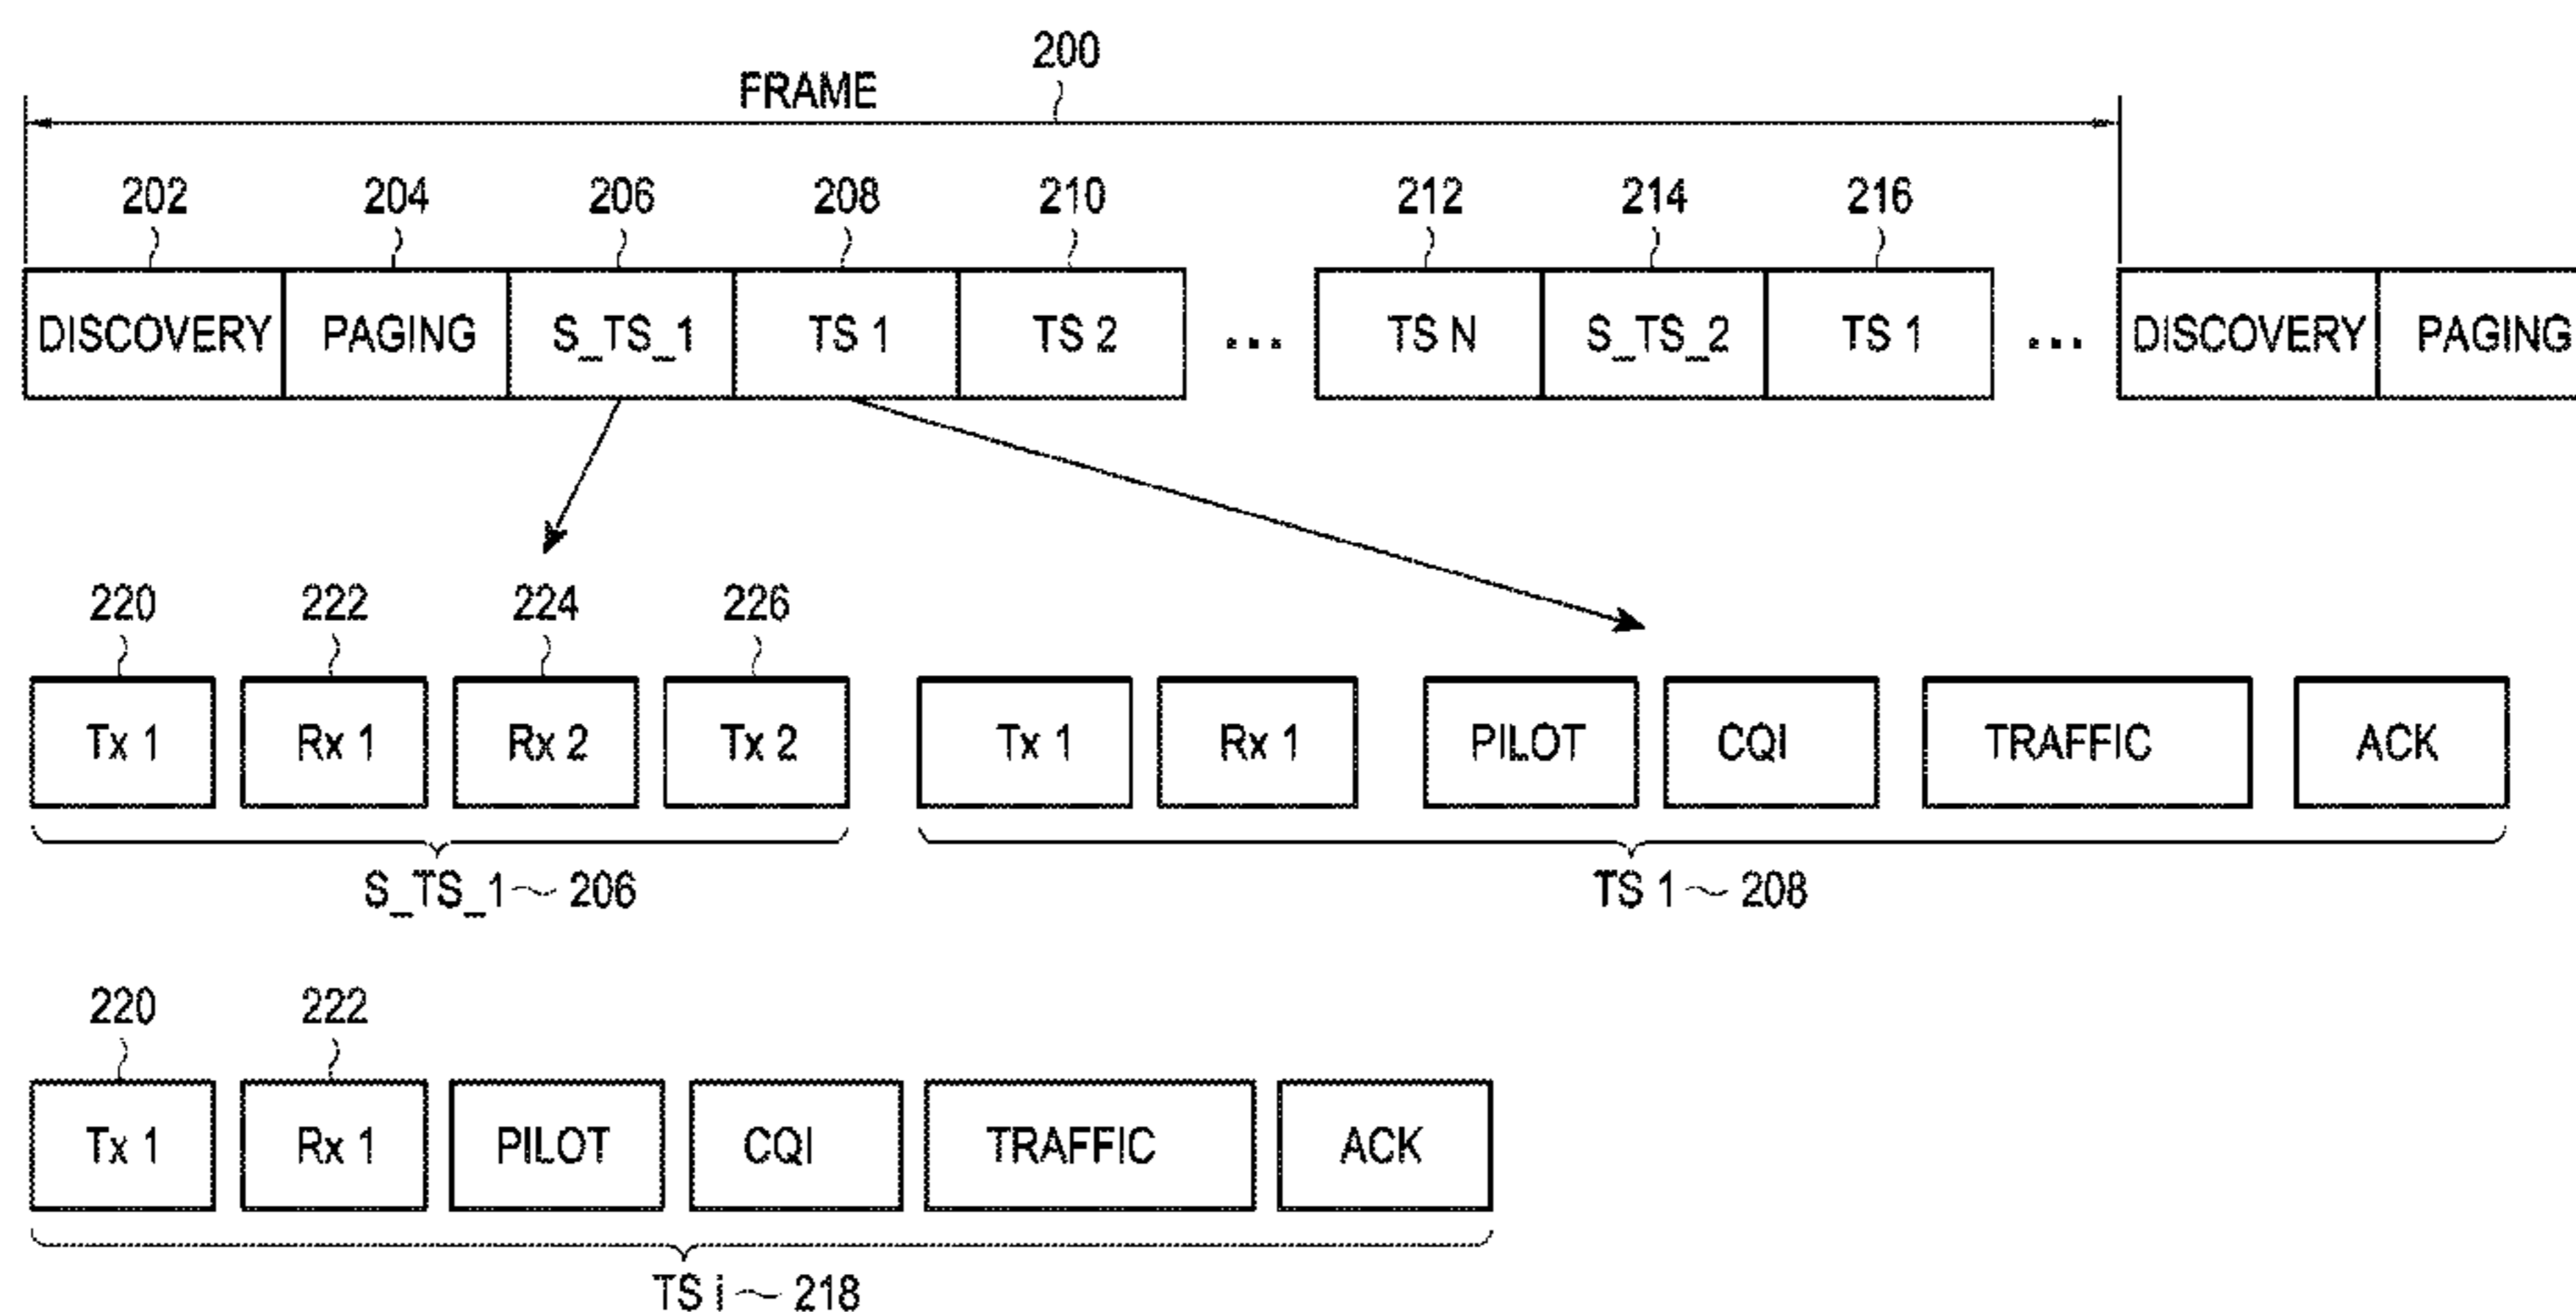 200
FRAME
202 204 206 208 210 212 214 216
DISCOVERY PAGING S_TS_1 TS 1 TS 2 ... TS N S_TS_2 TS 1 ... DISCOVERY PAGING
220 222 224 226
Tx 1 Rx 1 Rx 2 Tx 2 Tx 1 Rx 1 PILOT CQI TRAFFIC ACK
S_TS_1~206 TS 1~208
220 222
Tx 1 Rx 1 PILOT CQI TRAFFIC ACK
TS i~218